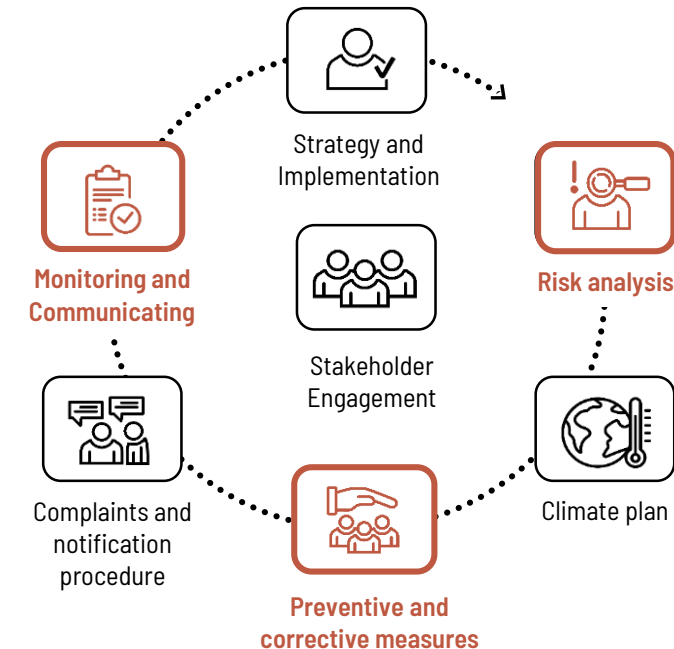 Strategy and
Implementation
Risk analysis
Climate plan
Preventive and
corrective measures
Complaints and
notification
procedure
Monitoring and
Communicating
Stakeholder
Engagement